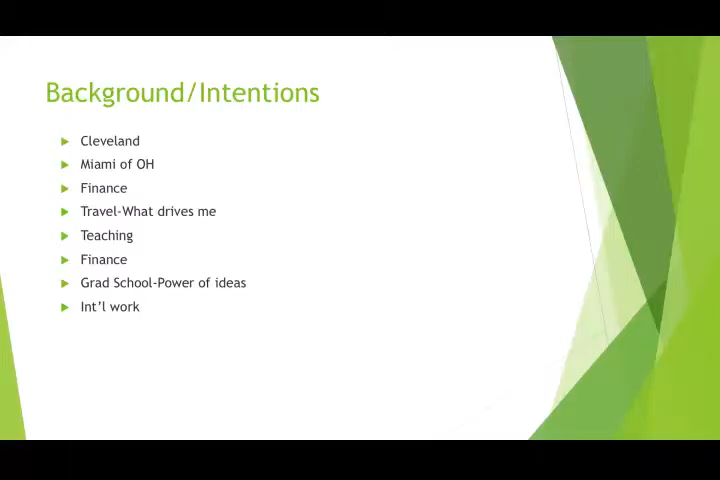 Background/Intentions
Cleveland
Miami of OH
Finance
Travel-What drives me
Teaching
Finance
Grad School-Power of ideas
Int'l work